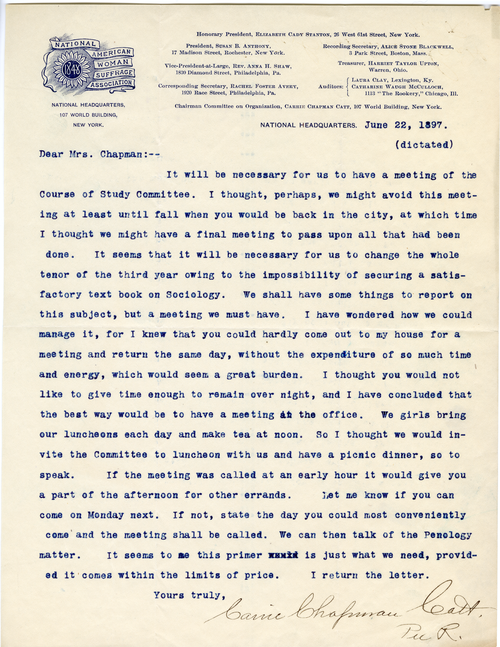 Honorary President, ELIZABETH CADY STANTON, 26 West 61st Street, New York.
President, SUSAN B. ANTHONY,
17 Madison Street, Rochester, New York.
Vice-President-at-Large, REV. ANNA H. SHAW,
1830 Diamond Street, Philadelphia, Pa.
Corresponding Secretary, RACHEL FOSTER AVERY,
1020 Race Street, Philadelphia, Pa.
Recording Secretary, ALICE STONE BLACKWELL,
3 Park Street, Boston, Mass.
Treasurer, HARRIET TAYLOR UPTON,
Warren, Ohio.
Auditors: { LAURA CLAY, Lexington, Ky.
CATHARINE WAUGH MCCULLOCH,
1113 "The Rookery," Chicago, Ill.
Chairman Committee on Organization, CARRIE CHAPMAN CATT, 107 World Building, New York.
NATIONAL
AMERICAN
WOMAN
SUFFRAGE
ASSOCIATION
1848
NATIONAL HEADQUARTERS,
107 WORLD BUILDING,
NEW YORK.
NATIONAL HEADQUARTERS, June 22, 1897.
(dictated)
Dear Mrs. Chapman:--
It will be necessary for us to have a meeting of the
Course of Study Committee. I thought, perhaps, we might avoid this meet-
ing at least until fall when you would be back in the city, at which time
I thought we might have a final meeting to pass upon all that had been
done. It seems that it will be necessary for us to change the whole
tenor of the third year owing to the impossibility of securing a satis-
factory text book on Sociology. We shall have some things to report on
this subject, but a meeting we must have. I have wondered how we could
manage it, for I knew that you could hardly come out to my house for a
meeting and return the same day, without the expenditure of so much time
and energy, which would seem a great burden. I thought you would not
like to give time enough to remain over night, and I have concluded that
the best way would be to have a meeting in the office. We girls bring
our luncheons each day and make tea at noon. So I thought we would in-
vite the Committee to luncheon with us and have a picnic dinner, so to
speak. If the meeting was called at an early hour it would give you
a part of the afternoon for other errands. Let me know if you can
come on Monday next. If not, state the day you could most conveniently
come and the meeting shall be called. We can then talk of the Penology
matter. It seems to me this primer is just what we need, provid-
ed it comes within the limits of price. I return the letter.
Yours truly,
Carrie Chapman Catt.
Per R.